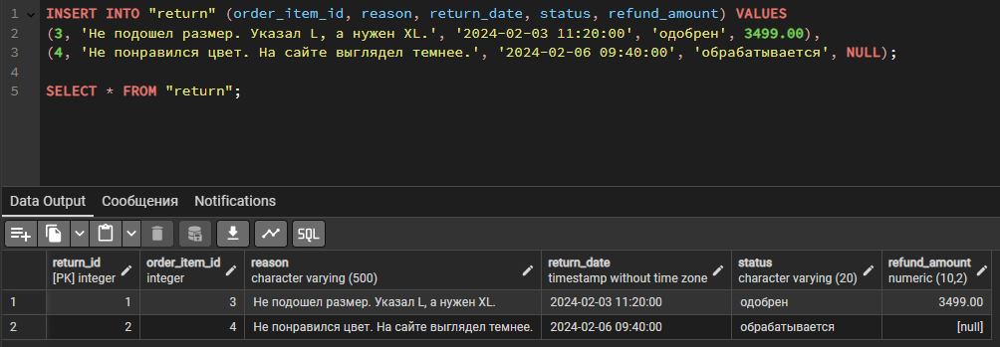 1 INSERT INTO "return" (order_item_id, reason, return_date, status, refund_amount) VALUES
2 (3, 'Не подошел размер. Указал L, а нужен XL.', '2024-02-03 11:20:00', 'одобрен', 3499.00),
3 (4, 'Не понравился цвет. На сайте выглядел темнее.', '2024-02-06 09:40:00', 'обрабатывается', NULL);
4
5 SELECT * FROM "return";
Data Output Сообщения Notifications
SQL
return_id order_item_id reason return_date status refund_amount
[PK] integer integer character varying (500) timestamp without time zone character varying (20) numeric (10,2)
1 1 3 Не подошел размер. Указал L, а нужен XL. 2024-02-03 11:20:00 одобрен 3499.00
2 2 4 Не понравился цвет. На сайте выглядел темнее. 2024-02-06 09:40:00 обрабатывается [null]